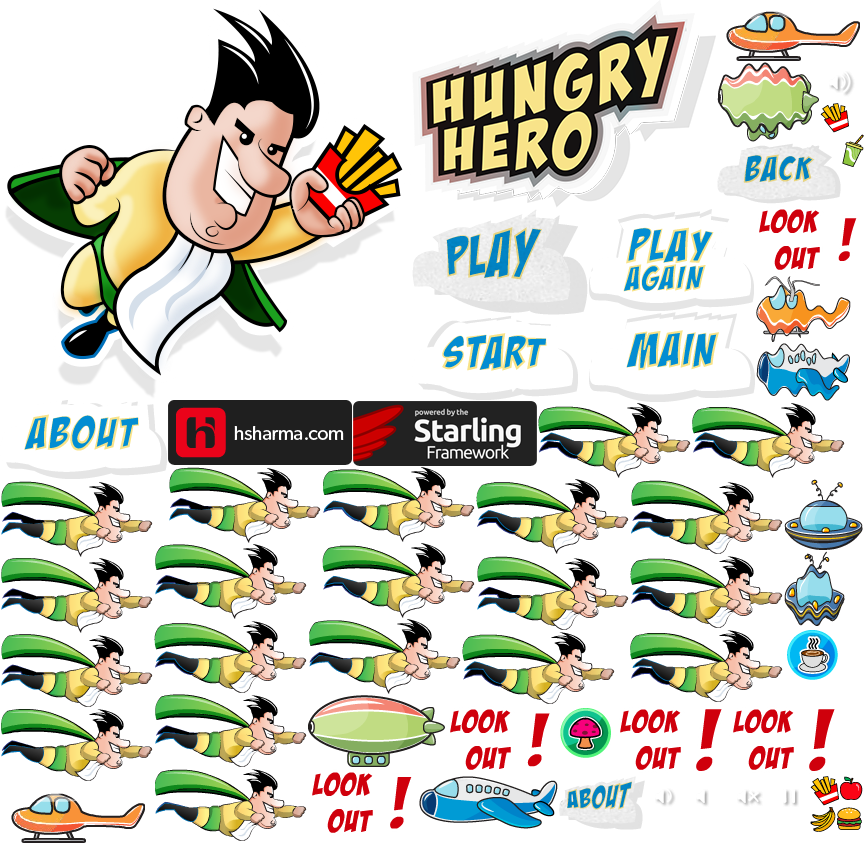 HUNGRY
HERO
BACK
PLAY
PLAY
AGAIN
LOOK
OUT !
START
MAIN
ABOUT
h hsharma.com
powered by the
Starling
Framework
LOOK
OUT !
LOOK
OUT !
LOOK
OUT !
LOOK
OUT !
ABOUT